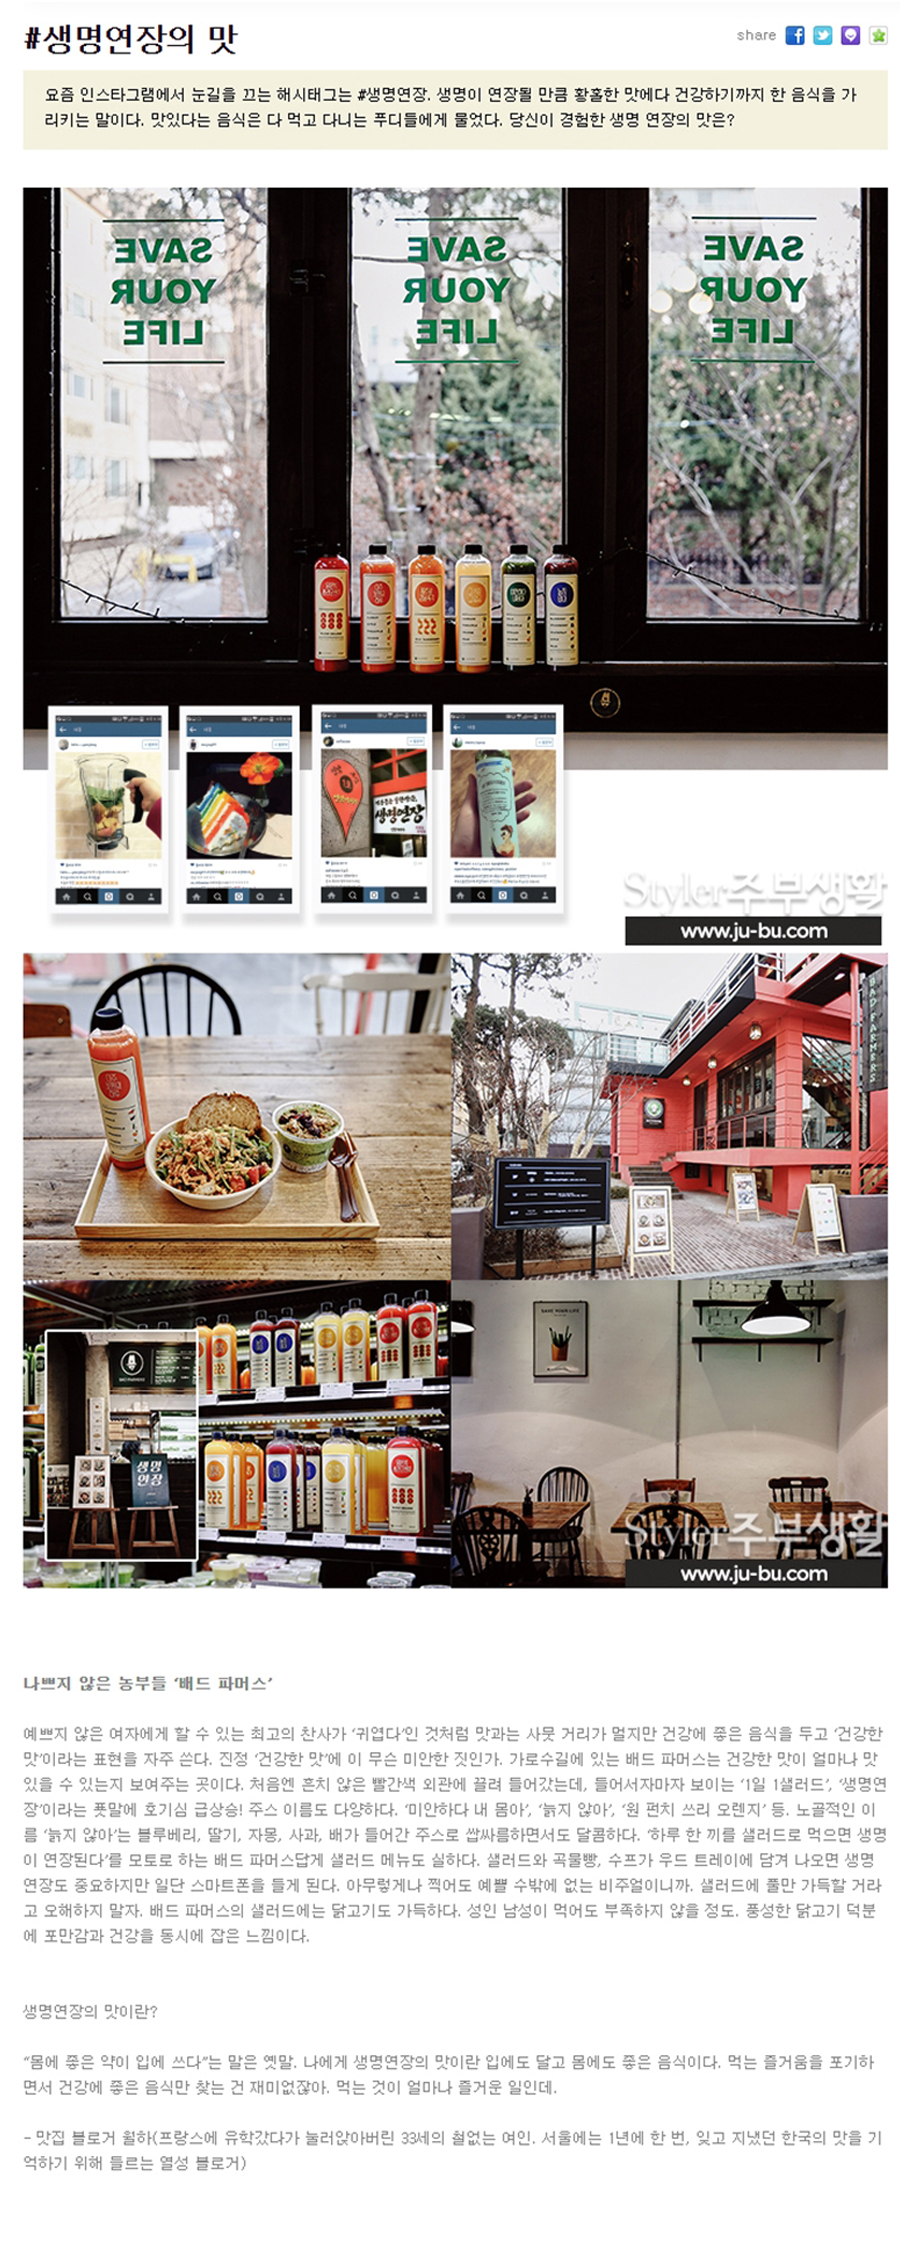 #생명연장의 맛
share
요즘 인스타그램에서 눈길을 끄는 해시태그는 #생명연장. 생명이 연장될 만큼 황홀한 맛에다 건강하기까지 한 음식을 가
리키는 말이다. 맛있다는 음식은 다 먹고 다니는 푸디들에게 물었다. 당신이 경험한 생명 연장의 맛은?
SAVE
YOUR
LIFE
SAVE
YOUR
LIFE
SAVE
YOUR
LIFE
생명연장
Styler주부생활
www.ju-bu.com
BAD FARMERS
SAVE YOUR LIFE
생명
연장
Styler주부생활
www.ju-bu.com
나쁘지 않은 농부들 ‘배드 파머스’
예쁘지 않은 여자에게 할 수 있는 최고의 찬사가 ‘귀엽다’인 것처럼 맛과는 사뭇 거리가 멀지만 건강에 좋은 음식을 두고 ‘건강한
맛’이라는 표현을 자주 쓴다. 진정 ‘건강한 맛’에 이 무슨 미안한 짓인가. 가로수길에 있는 배드 파머스는 건강한 맛이 얼마나 맛
있을 수 있는지 보여주는 곳이다. 처음엔 흔치 않은 빨간색 외관에 끌려 들어갔는데, 들어서자마자 보이는 ‘1일 1샐러드’, ‘생명연
장’이라는 푯말에 호기심 급상승! 주스 이름도 다양하다. ‘미안하다 내 몸아’, ‘늙지 않아’, ‘원 펀치 쓰리 오렌지’ 등. 노골적인 이
름 ‘늙지 않아’는 블루베리, 딸기, 자몽, 사과, 배가 들어간 주스로 쌉싸름하면서도 달콤하다. ‘하루 한 끼를 샐러드로 먹으면 생명
이 연장된다’를 모토로 하는 배드 파머스답게 샐러드 메뉴도 실하다. 샐러드와 곡물빵, 수프가 우드 트레이에 담겨 나오면 생명
연장도 중요하지만 일단 스마트폰을 들게 된다. 아무렇게나 찍어도 예쁠 수밖에 없는 비주얼이니까. 샐러드에 풀만 가득할 거라
고 오해하지 말자. 배드 파머스의 샐러드에는 닭고기도 가득하다. 성인 남성이 먹어도 부족하지 않을 정도. 풍성한 닭고기 덕분
에 포만감과 건강을 동시에 잡은 느낌이다.
생명연장의 맛이란?
“몸에 좋은 약이 입에 쓰다”는 말은 옛말. 나에게 생명연장의 맛이란 입에도 달고 몸에도 좋은 음식이다. 먹는 즐거움을 포기하
면서 건강에 좋은 음식만 찾는 건 재미없잖아. 먹는 것이 얼마나 즐거운 일인데.
- 맛집 블로거 윌하(프랑스에 유학갔다가 눌러앉아버린 33세의 철없는 여인. 서울에는 1년에 한 번, 잊고 지냈던 한국의 맛을 기
억하기 위해 들르는 열성 블로거)